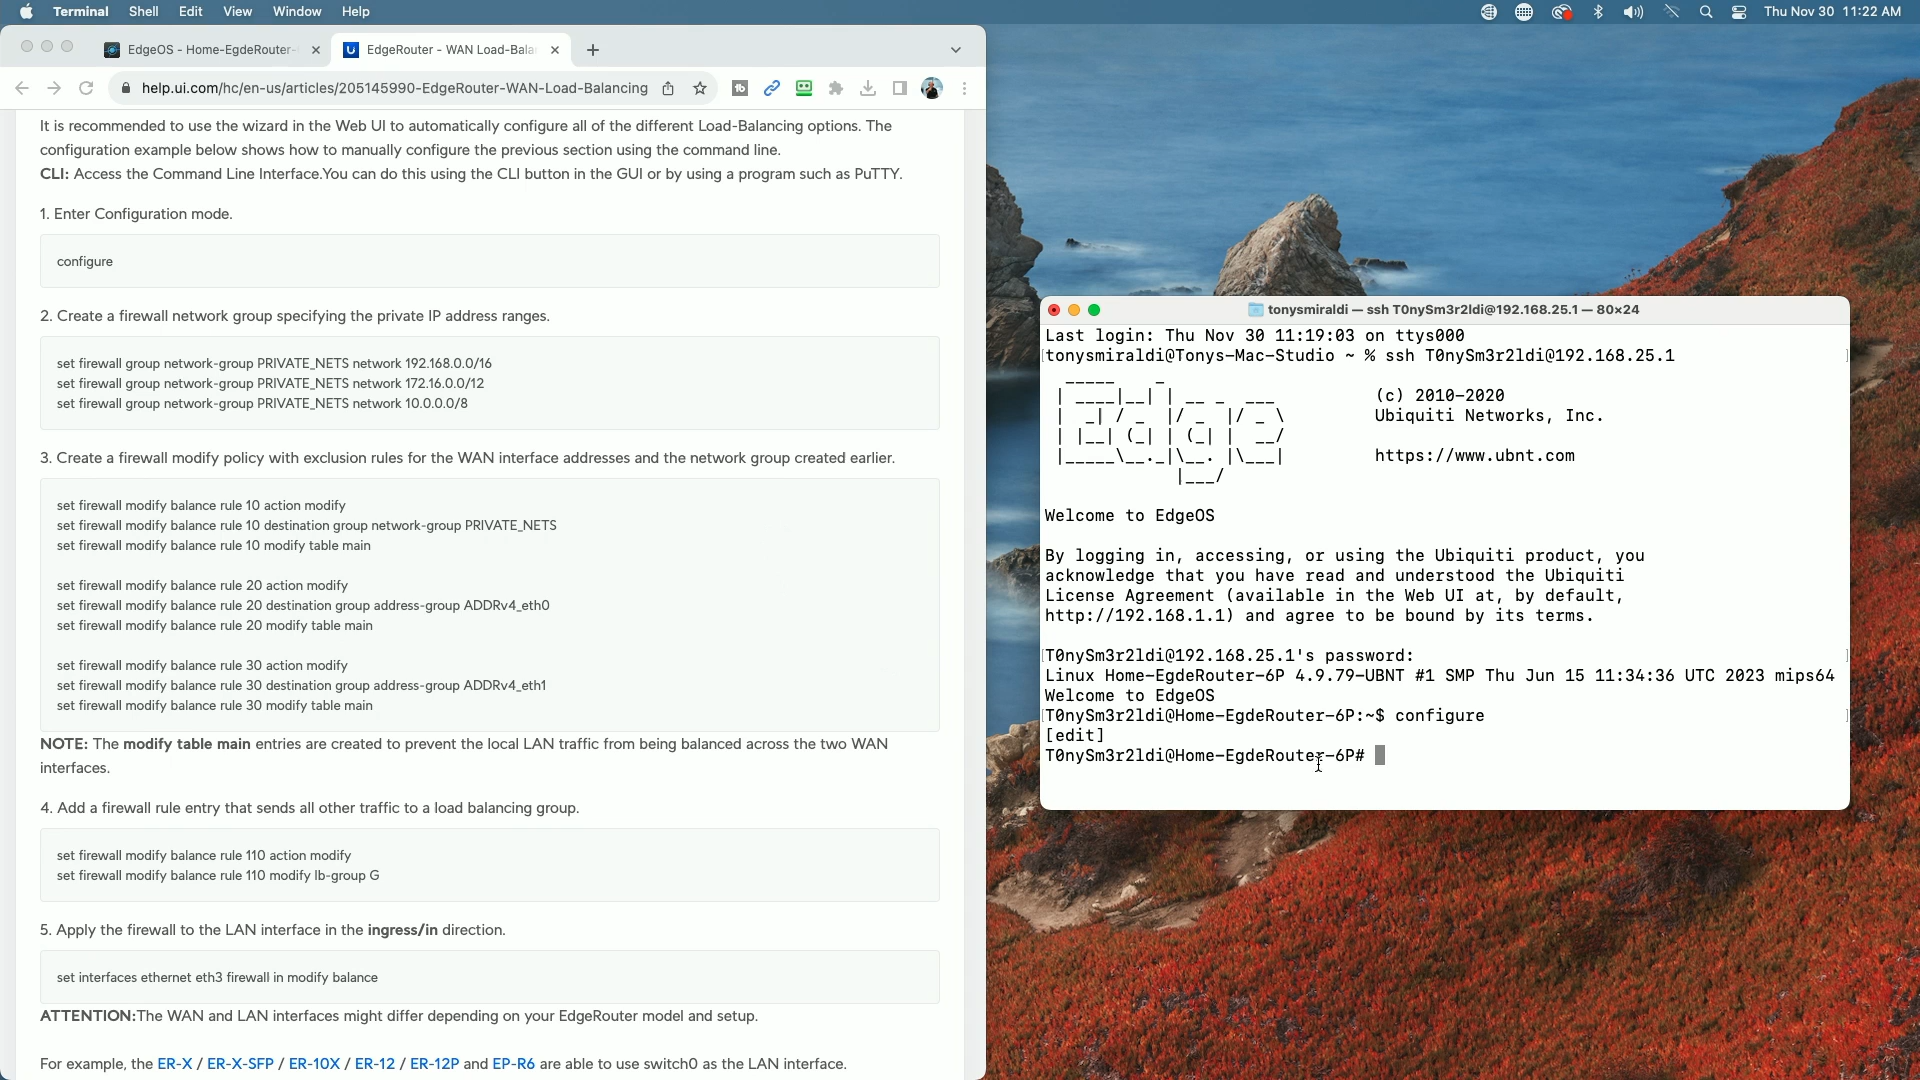 Terminal Shell Edit View Window Help
Thu Nov 30 11:22 AM
EdgeOS - Home-EgdeRouter-
EdgeRouter - WAN Load-Bala
help.ui.com/hc/en-us/articles/205145990-EdgeRouter-WAN-Load-Balancing
It is recommended to use the wizard in the Web UI to automatically configure all of the different Load-Balancing options. The
configuration example below shows how to manually configure the previous section using the command line.
CLI: Access the Command Line Interface.You can do this using the CLI button in the GUI or by using a program such as PuTTY.
1. Enter Configuration mode.
configure
2. Create a firewall network group specifying the private IP address ranges.
set firewall group network-group PRIVATE_NETS network 192.168.0.0/16
set firewall group network-group PRIVATE_NETS network 172.16.0.0/12
set firewall group network-group PRIVATE_NETS network 10.0.0.0/8
3. Create a firewall modify policy with exclusion rules for the WAN interface addresses and the network group created earlier.
set firewall modify balance rule 10 action modify
set firewall modify balance rule 10 destination group network-group PRIVATE_NETS
set firewall modify balance rule 10 modify table main
set firewall modify balance rule 20 action modify
set firewall modify balance rule 20 destination group address-group ADDRv4_eth0
set firewall modify balance rule 20 modify table main
set firewall modify balance rule 30 action modify
set firewall modify balance rule 30 destination group address-group ADDRv4_eth1
set firewall modify balance rule 30 modify table main
NOTE: The modify table main entries are created to prevent the local LAN traffic from being balanced across the two WAN
interfaces.
4. Add a firewall rule entry that sends all other traffic to a load balancing group.
set firewall modify balance rule 110 action modify
set firewall modify balance rule 110 modify lb-group G
5. Apply the firewall to the LAN interface in the ingress/in direction.
set interfaces ethernet eth3 firewall in modify balance
ATTENTION:The WAN and LAN interfaces might differ depending on your EdgeRouter model and setup.
For example, the ER-X / ER-X-SFP / ER-10X / ER-12 / ER-12P and EP-R6 are able to use switch0 as the LAN interface.
tonysmiraldi — ssh T0nySm3r2ldi@192.168.25.1 — 80×24
Last login: Thu Nov 30 11:19:03 on ttys000
tonysmiraldi@Tonys-Mac-Studio ~ % ssh T0nySm3r2ldi@192.168.25.1
Edge
(c) 2010-2020
Ubiquiti Networks, Inc.
https://www.ubnt.com
Welcome to EdgeOS
By logging in, accessing, or using the Ubiquiti product, you
acknowledge that you have read and understood the Ubiquiti
License Agreement (available in the Web UI at, by default,
http://192.168.1.1) and agree to be bound by its terms.
T0nySm3r2ldi@192.168.25.1's password:
Linux Home-EgdeRouter-6P 4.9.79-UBNT #1 SMP Thu Jun 15 11:34:36 UTC 2023 mips64
Welcome to EdgeOS
T0nySm3r2ldi@Home-EgdeRouter-6P:~$ configure
[edit]
T0nySm3r2ldi@Home-EgdeRouter-6P#